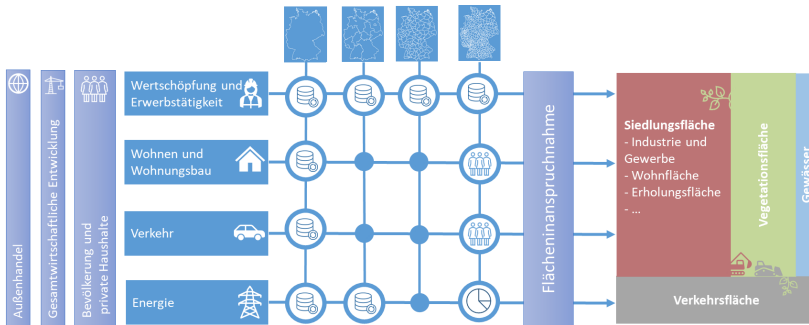 Außenhandel
Gesamtwirtschaftliche Entwicklung
Bevölkerung und
private Haushalte
Wertschöpfung und
Erwerbstätigkeit
Wohnen und
Wohnungsbau
Verkehr
Energie
Flächeninanspruchnahme
Siedlungsfläche
- Industrie und
Gewerbe
- Wohnfläche
- Erholungsfläche
- ...
Vegetationsfläche
Gewässer
Verkehrsfläche